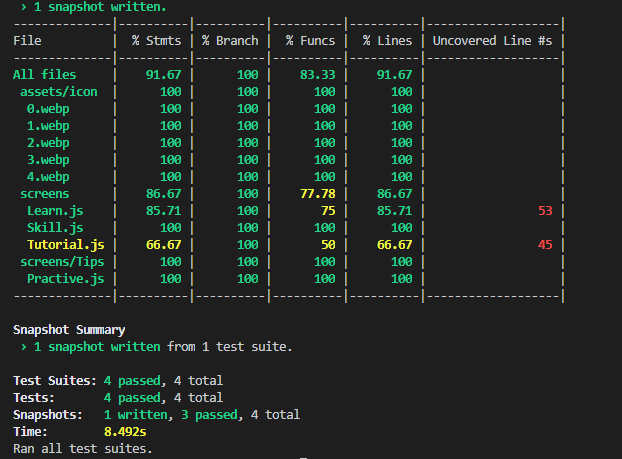 › 1 snapshot written.
--------------|----------|----------|----------|----------|-------------------|
File          |  % Stmts | % Branch |  % Funcs |  % Lines | Uncovered Line #s |
--------------|----------|----------|----------|----------|-------------------|
All files     |    91.67 |      100 |    83.33 |    91.67 |                   |
 assets/icon  |      100 |      100 |      100 |      100 |                   |
  0.webp      |      100 |      100 |      100 |      100 |                   |
  1.webp      |      100 |      100 |      100 |      100 |                   |
  2.webp      |      100 |      100 |      100 |      100 |                   |
  3.webp      |      100 |      100 |      100 |      100 |                   |
  4.webp      |      100 |      100 |      100 |      100 |                   |
 screens      |    86.67 |      100 |    77.78 |    86.67 |                   |
  Learn.js    |    85.71 |      100 |       75 |    85.71 |                53 |
  Skill.js    |      100 |      100 |      100 |      100 |                   |
  Tutorial.js |    66.67 |      100 |       50 |    66.67 |                45 |
 screens/Tips |      100 |      100 |      100 |      100 |                   |
  Practive.js |      100 |      100 |      100 |      100 |                   |
--------------|----------|----------|----------|----------|-------------------|
Snapshot Summary
› 1 snapshot written from 1 test suite.
Test Suites: 4 passed, 4 total
Tests:       4 passed, 4 total
Snapshots:   1 written, 3 passed, 4 total
Time:        8.492s
Ran all test suites.